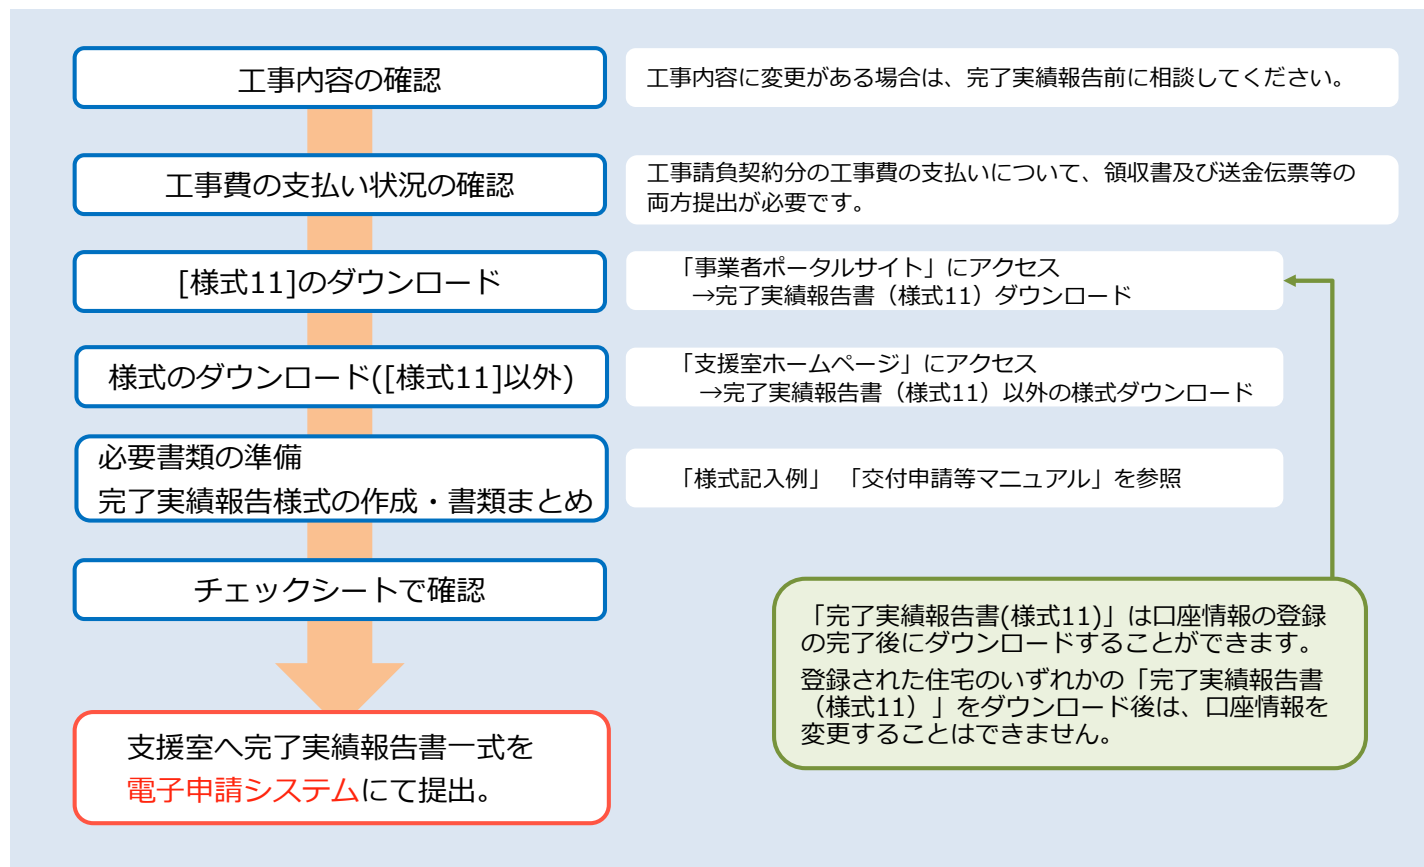 工事内容の確認
工事内容に変更がある場合は、完了実績報告前に相談してください。
工事費の支払い状況の確認
工事請負契約分の工事費の支払いについて、領収書及び送金伝票等の
両方提出が必要です。
[様式11]のダウンロード
「事業者ポータルサイト」にアクセス
→完了実績報告書（様式11）ダウンロード
様式のダウンロード([様式11]以外)
「支援室ホームページ」にアクセス
→完了実績報告書（様式11）以外の様式ダウンロード
必要書類の準備
完了実績報告様式の作成・書類まとめ
「様式記入例」 「交付申請等マニュアル」を参照
チェックシートで確認
「完了実績報告書(様式11)」は口座情報の登録
の完了後にダウンロードすることができます。
登録された住宅のいずれかの「完了実績報告書
（様式11）」をダウンロード後は、口座情報を
変更することはできません。
支援室へ完了実績報告書一式を
電子申請システムにて提出。